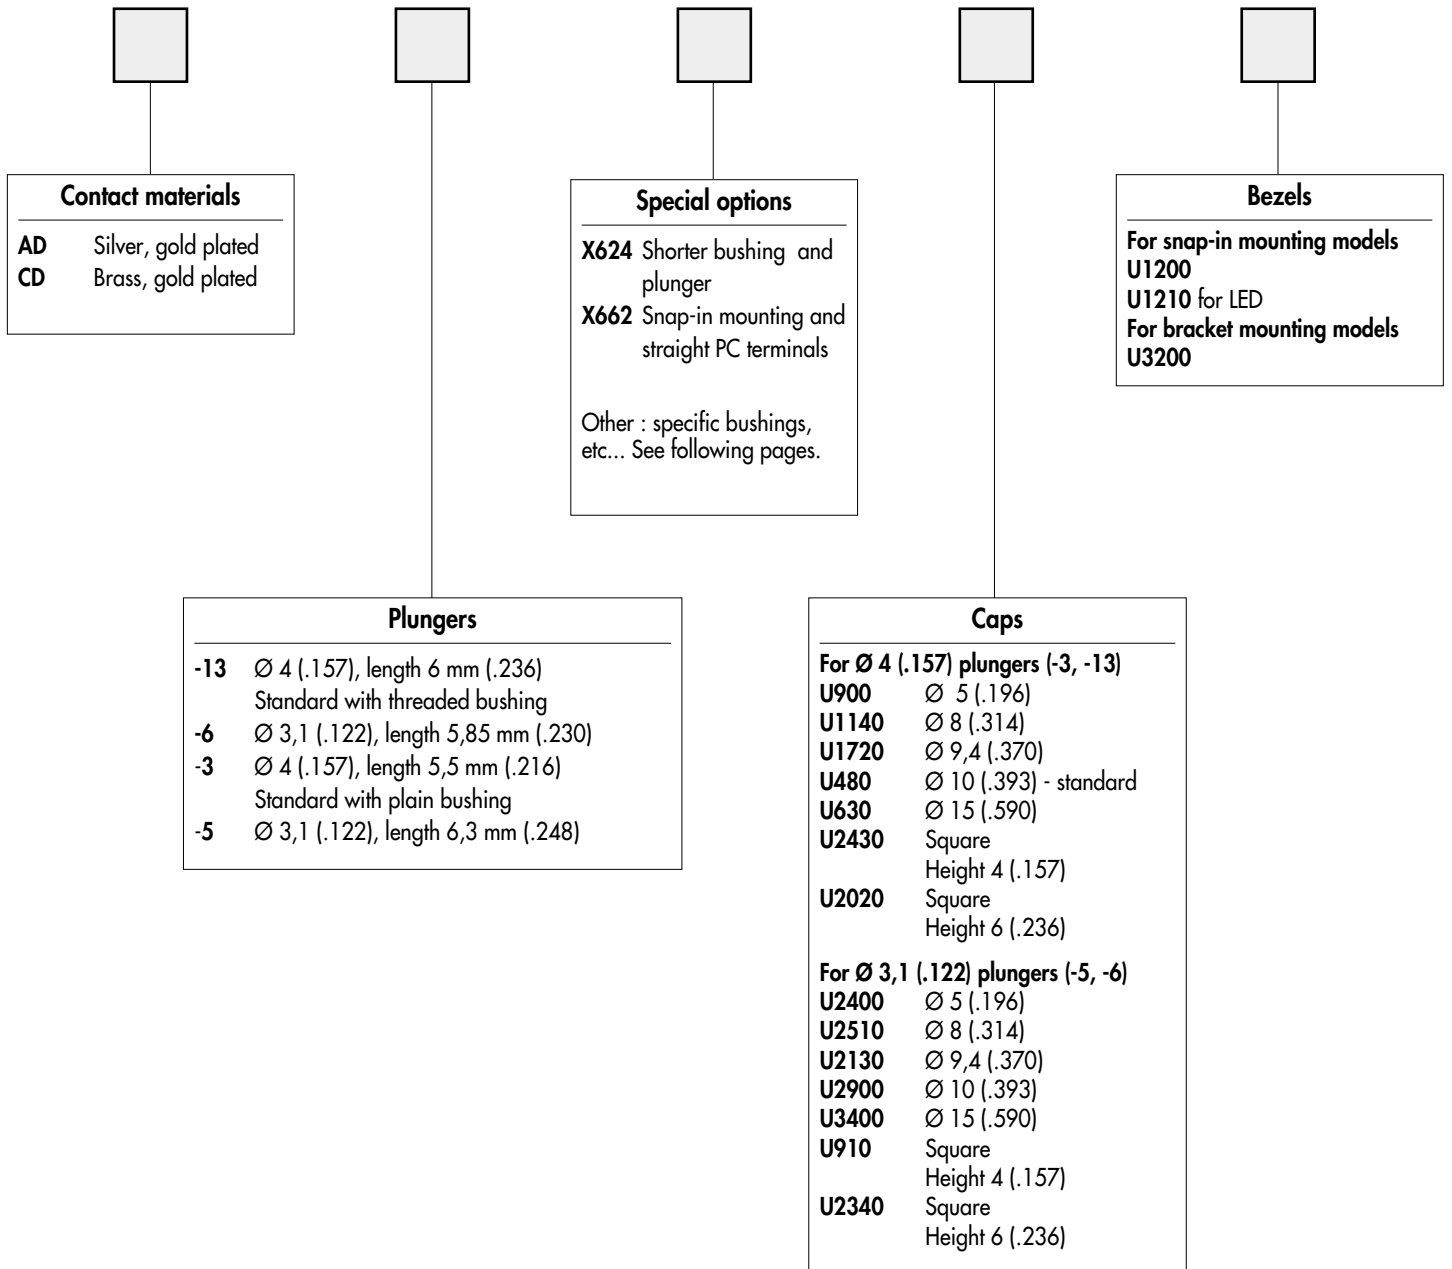 Contact materials
AD Silver, gold plated
CD Brass, gold plated
Special options
X624 Shorter bushing and
plunger
X662 Snap-in mounting and
straight PC terminals
Other : specific bushings,
etc... See following pages.
Bezels
For snap-in mounting models
U1200
U1210 for LED
For bracket mounting models
U3200
Plungers
-13 Ø 4 (.157), length 6 mm (.236)
Standard with threaded bushing
-6 Ø 3,1 (.122), length 5,85 mm (.230)
-3 Ø 4 (.157), length 5,5 mm (.216)
Standard with plain bushing
-5 Ø 3,1 (.122), length 6,3 mm (.248)
Caps
For Ø 4 (.157) plungers (-3, -13)
U900 Ø 5 (.196)
U1140 Ø 8 (.314)
U1720 Ø 9,4 (.370)
U480 Ø 10 (.393) - standard
U630 Ø 15 (.590)
U2430 Square
Height 4 (.157)
U2020 Square
Height 6 (.236)
For Ø 3,1 (.122) plungers (-5, -6)
U2400 Ø 5 (.196)
U2510 Ø 8 (.314)
U2130 Ø 9,4 (.370)
U2900 Ø 10 (.393)
U3400 Ø 15 (.590)
U910 Square
Height 4 (.157)
U2340 Square
Height 6 (.236)